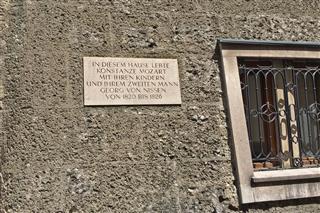 IN DIESEM HAUSE LEBTE
KONSTANZE MOZART
MIT IHREN KINDERN
UND IHREM ZWEITEN MANN
GEORG VON NISSEN
VON 1820 BIS 1826